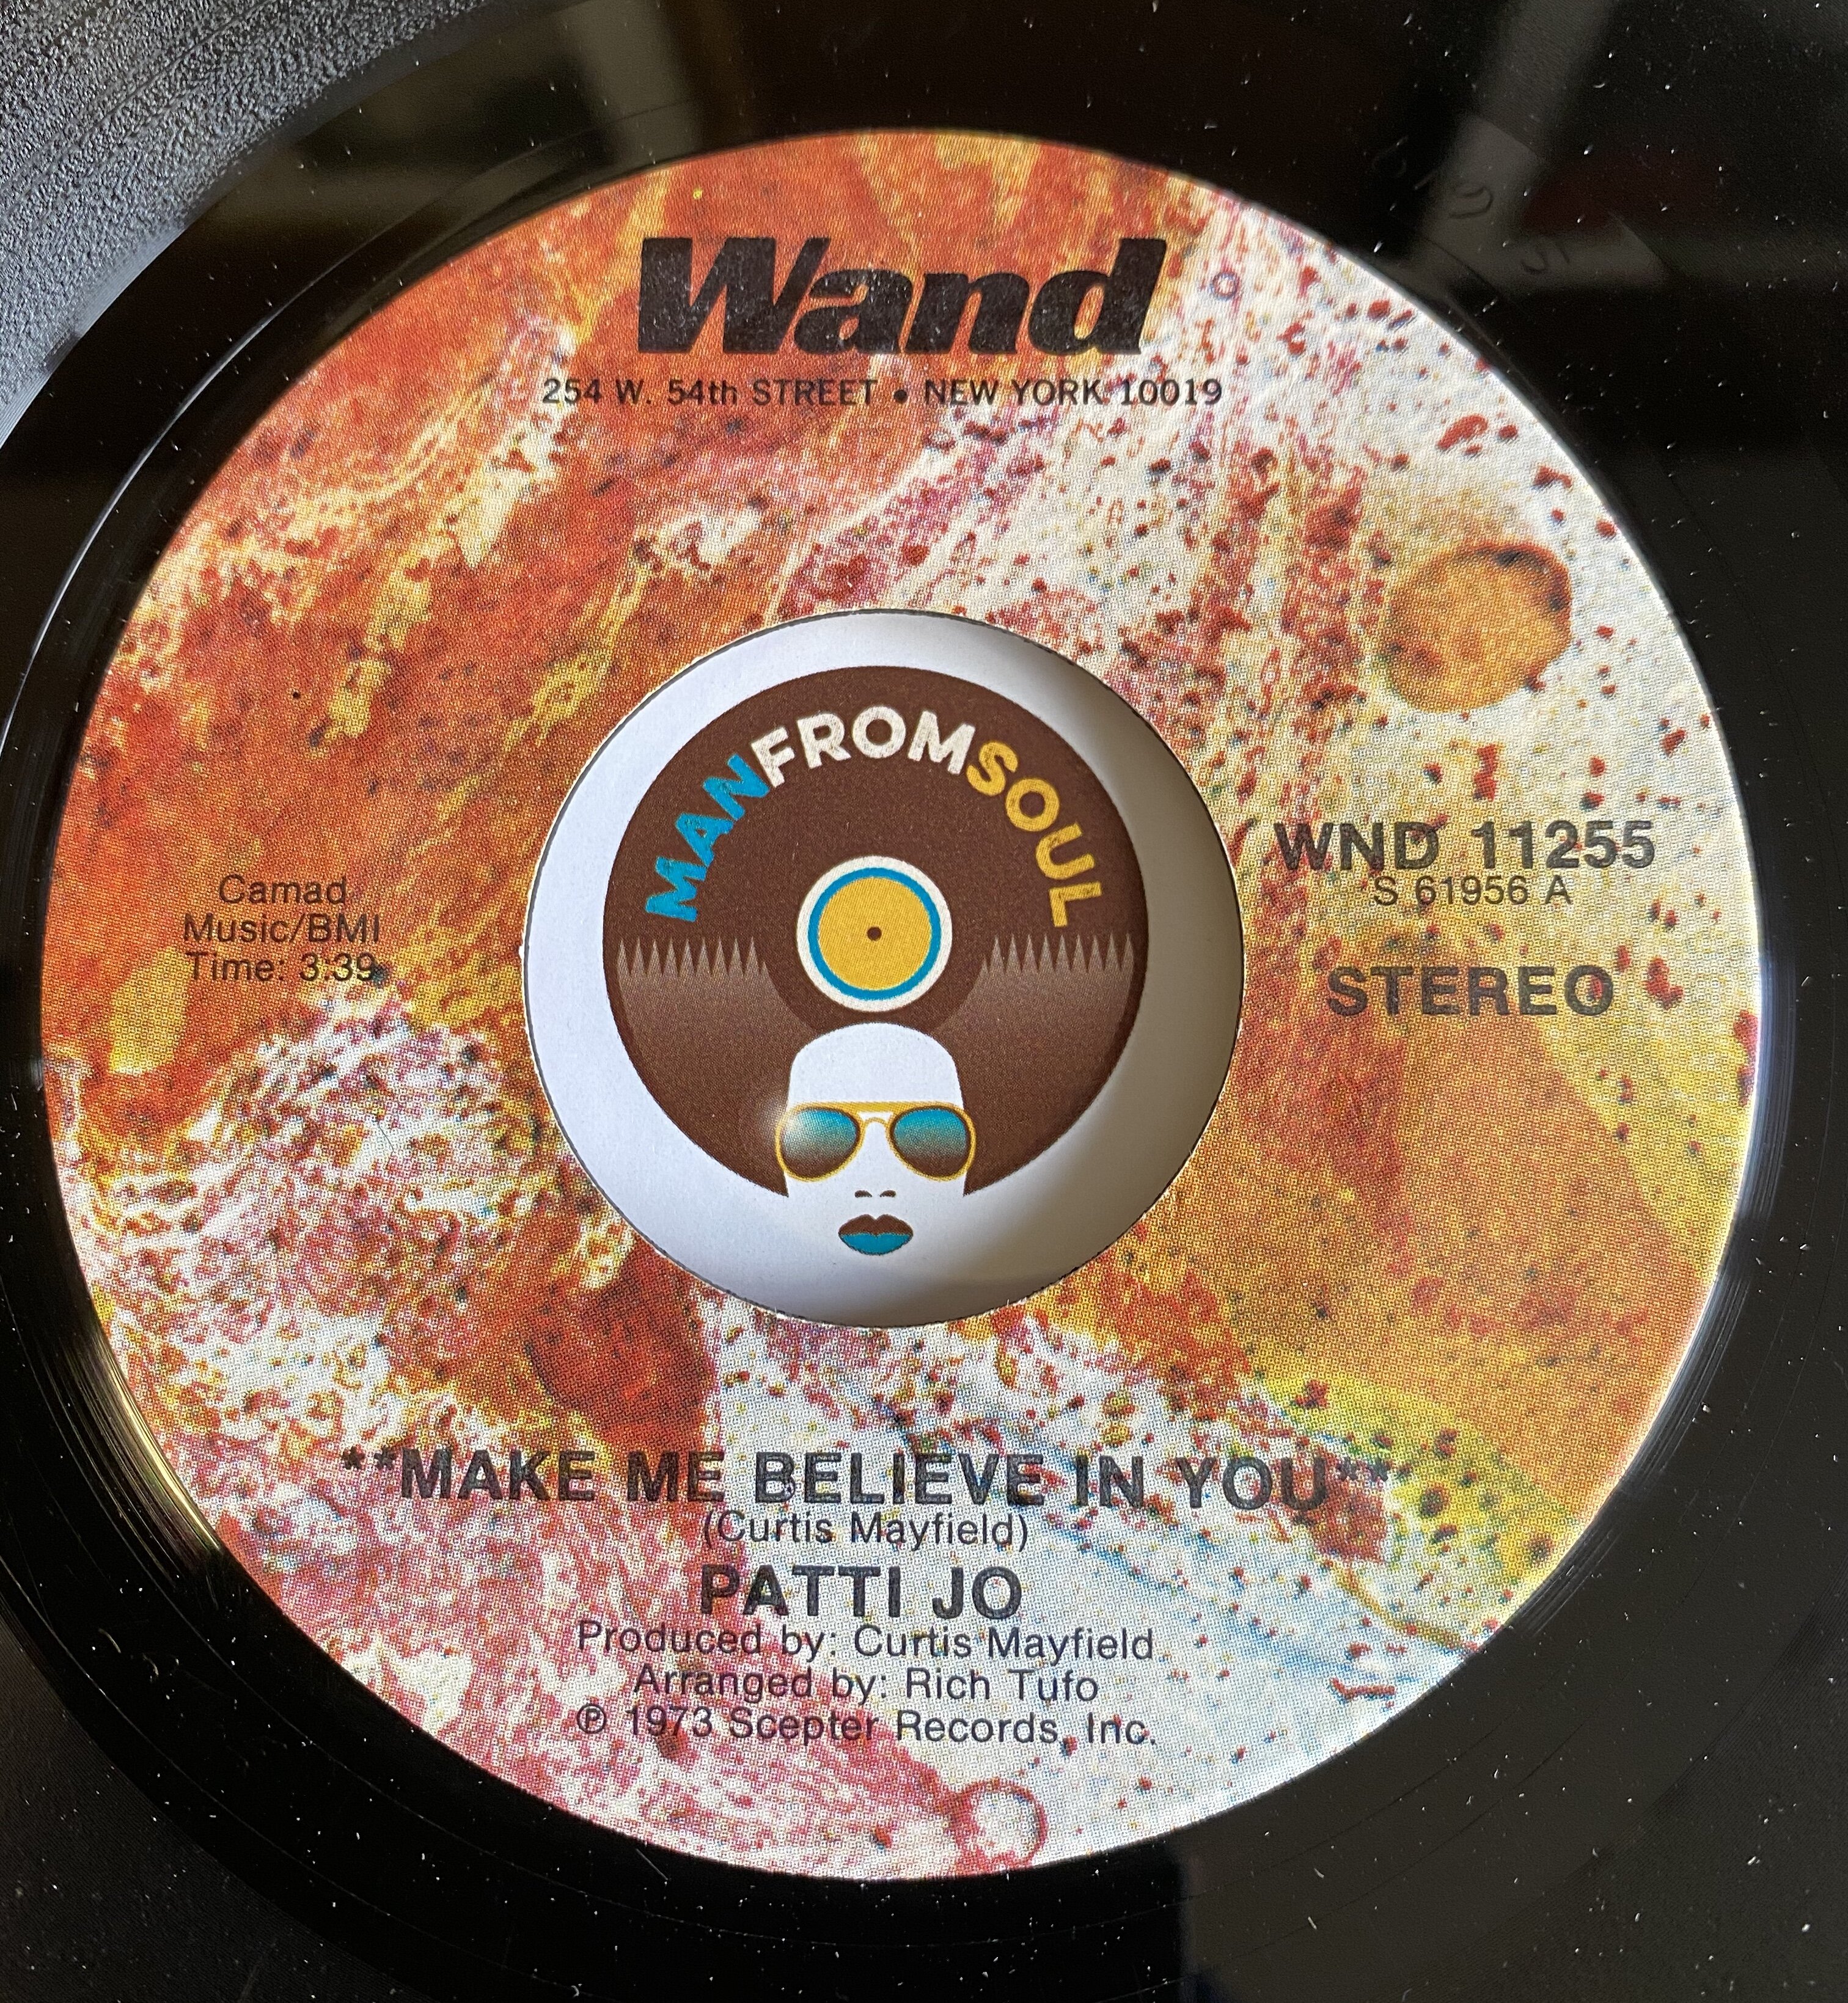 Wand
254 W. 54th STREET • NEW YORK 10019
MANFROMSOUL
Camad
Music/BMI
Time: 3:39
WND 11255
S 61956 A
STEREO
**MAKE ME BELIEVE IN YOU**
(Curtis Mayfield)
PATTI JO
Produced by: Curtis Mayfield
Arranged by: Rich Tufo
℗ 1973 Scepter Records, Inc.